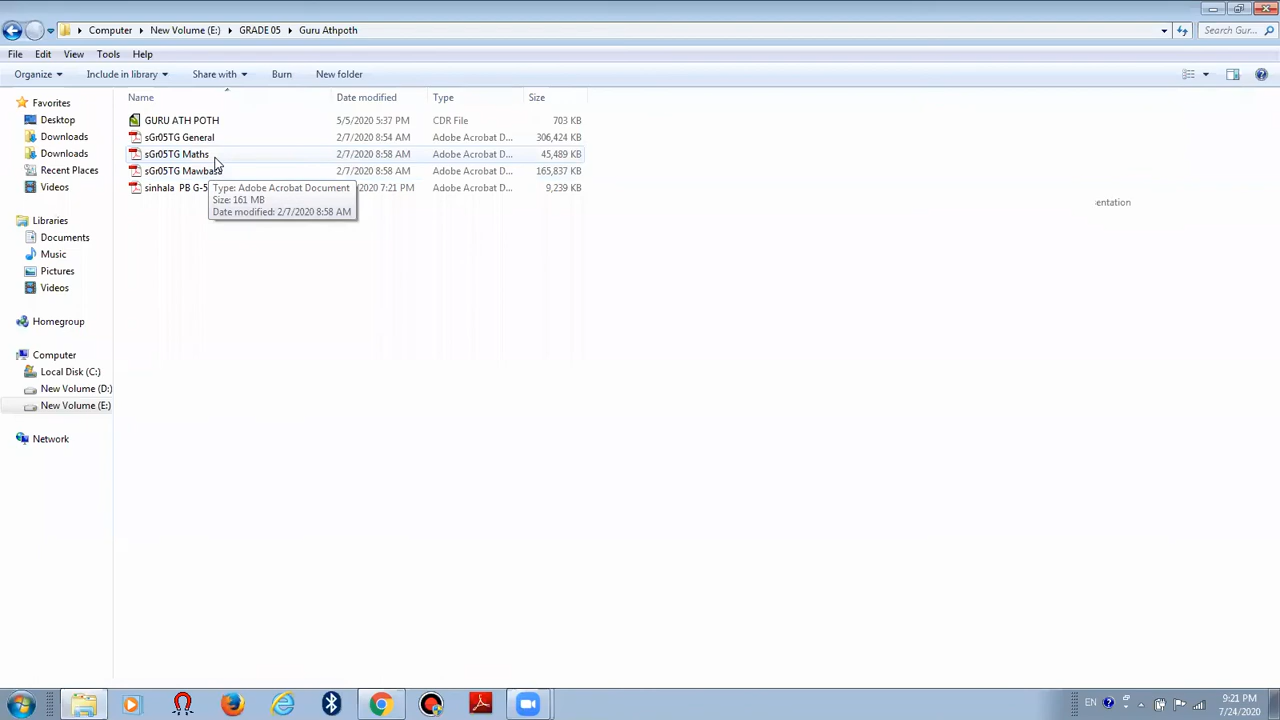 Computer New Volume (E:) GRADE 05 Guru Athpoth
Search Gur...
File Edit View Tools Help
Organize Include in library Share with Burn New folder
Favorites
Desktop
Downloads
Downloads
Recent Places
Videos
Libraries
Documents
Music
Pictures
Videos
Homegroup
Computer
Local Disk (C:)
New Volume (D:)
New Volume (E:)
Network
Name Date modified Type Size
GURU ATH POTH 5/5/2020 5:37 PM CDR File 703 KB
sGr05TG General 2/7/2020 8:54 AM Adobe Acrobat D... 306,424 KB
sGr05TG Maths 2/7/2020 8:58 AM Adobe Acrobat D... 45,489 KB
sGr05TG Mawbasa 2/7/2020 8:58 AM Adobe Acrobat D... 165,837 KB
sinhala PB G-5 /2020 7:21 PM Adobe Acrobat D... 9,239 KB
Type: Adobe Acrobat Document
Size: 161 MB
Date modified: 2/7/2020 8:58 AM
entation
EN
9:21 PM
7/24/2020